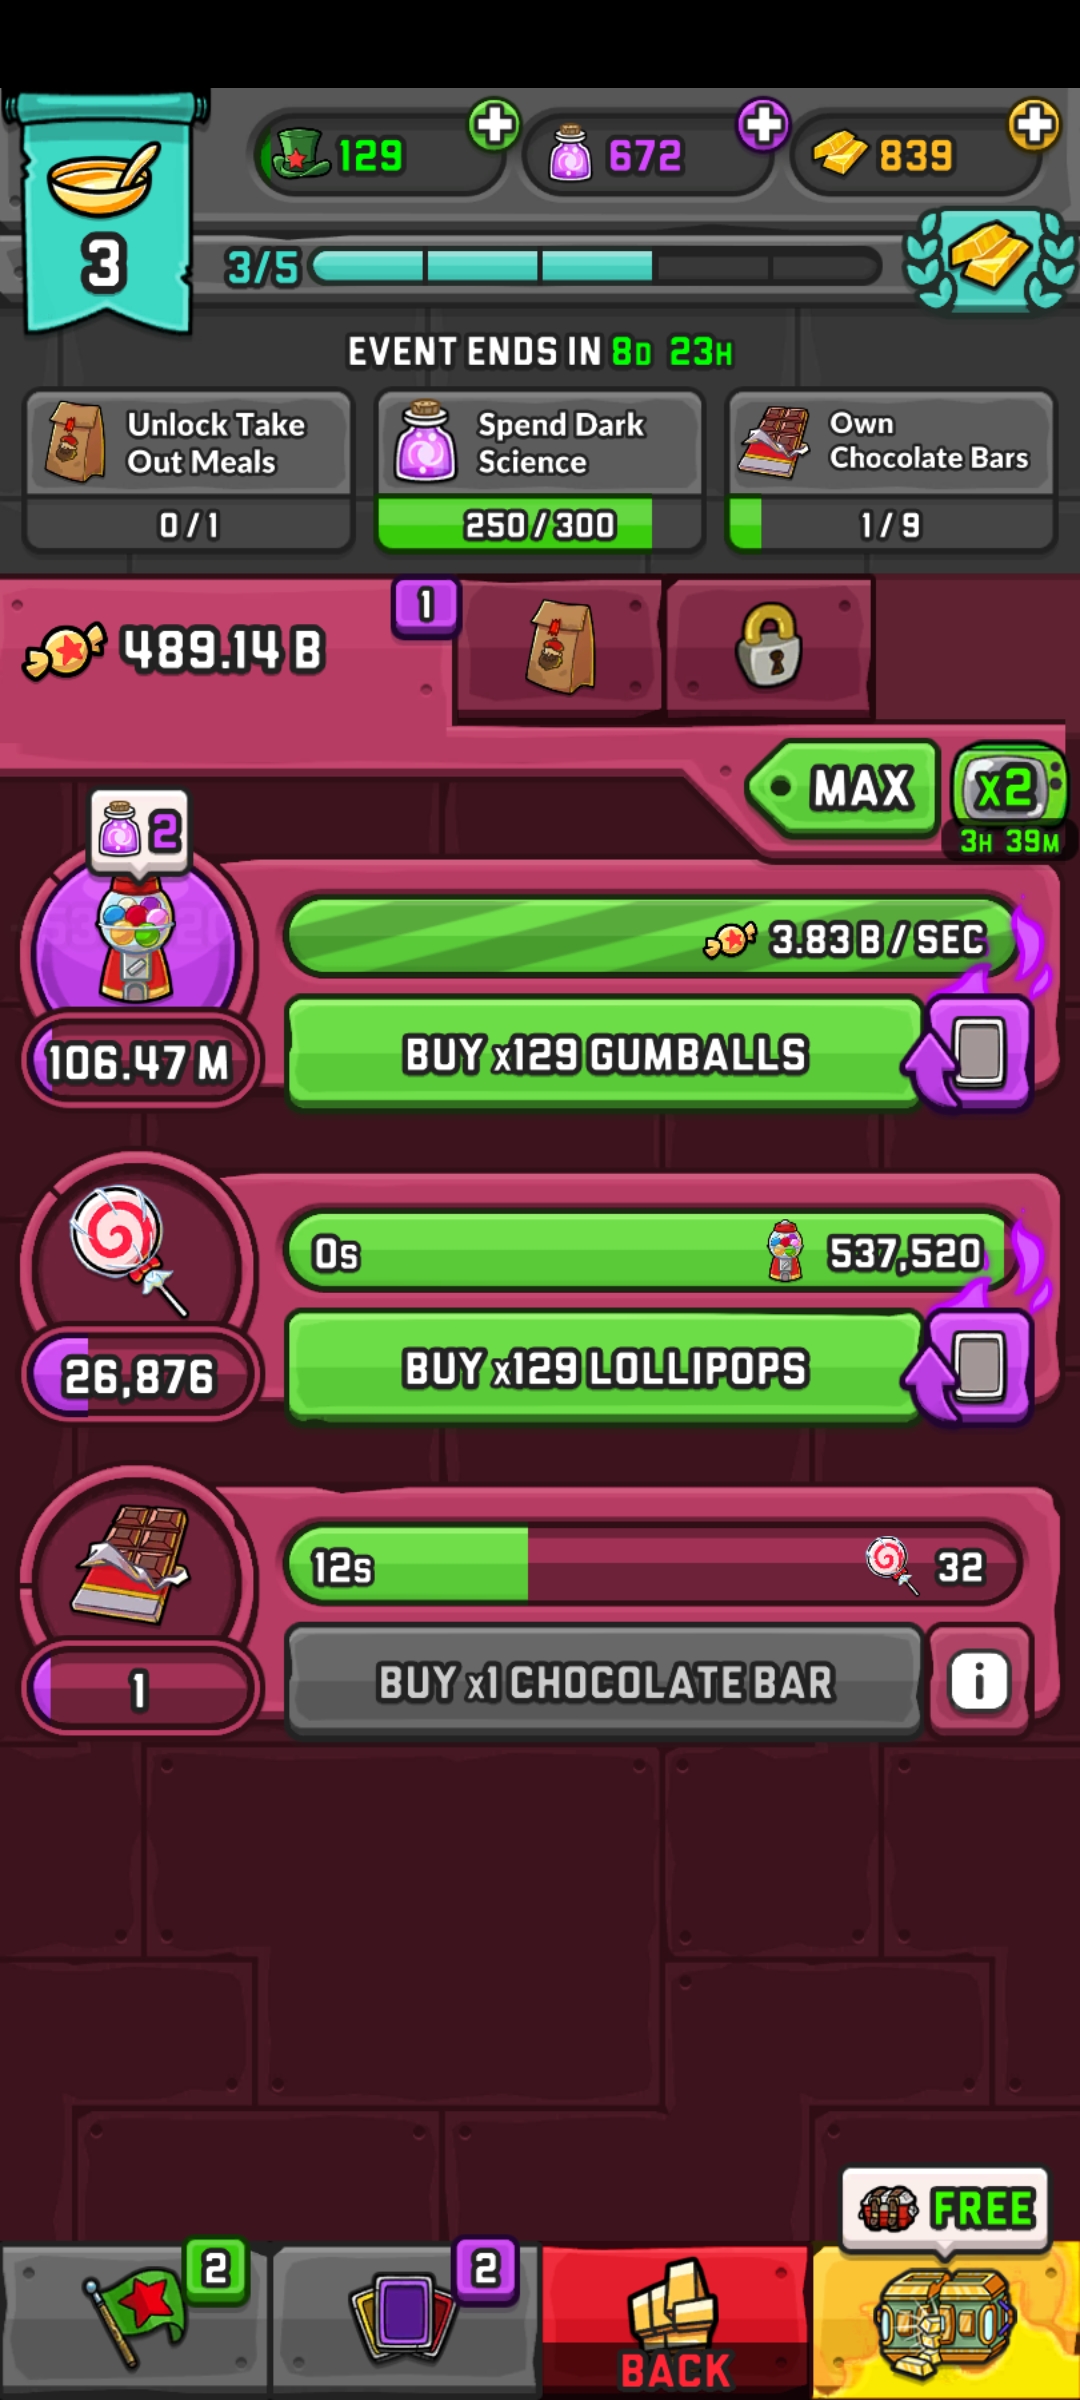 129
672
839
3
3/5
EVENT ENDS IN 8D 23H
Unlock Take
Out Meals
0/1
Spend Dark
Science
250/300
Own
Chocolate Bars
1/9
489.14 B
1
MAX
x2
3H 39M
2
3.83 B / SEC
106.47 M
BUY x129 GUMBALLS
0s
537,520
26,876
BUY x129 LOLLIPOPS
12s
32
1
BUY x1 CHOCOLATE BAR
i
FREE
2
2
BACK